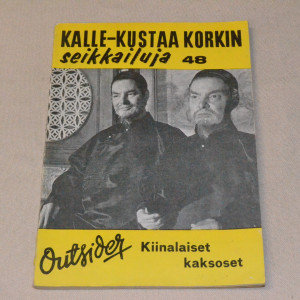 KALLE-KUSTAA KORKIN
seikkailuja 48
Outsider
Kiinalaiset
kaksoset